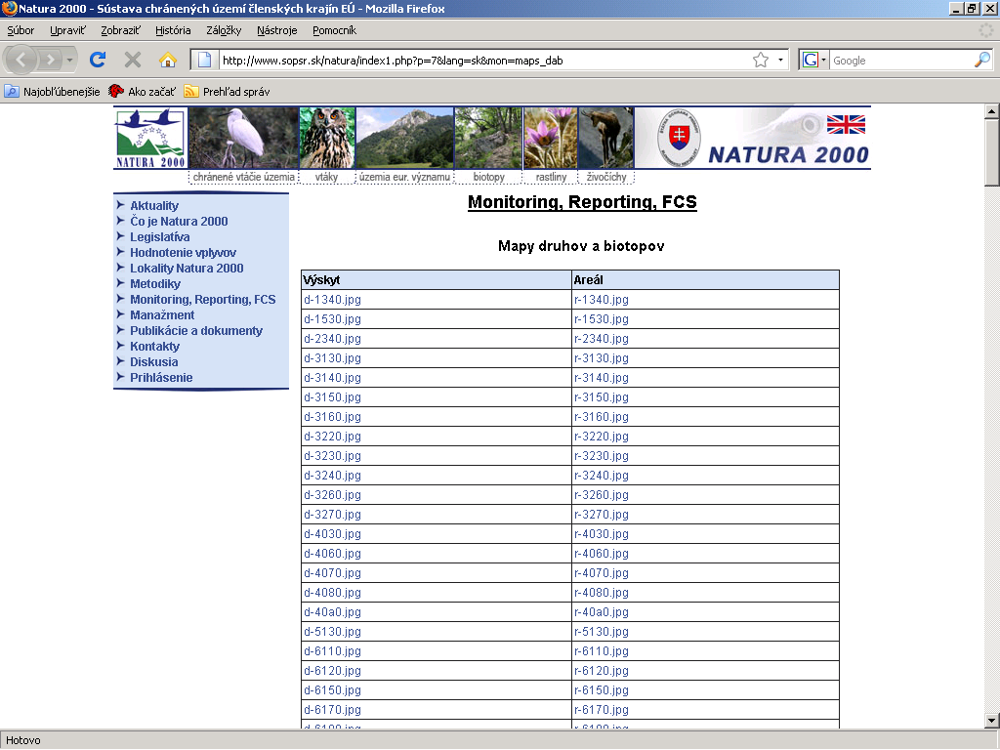 Natura 2000 - Sústava chránených území členských krajín EÚ - Mozilla Firefox
Súbor Upraviť Zobraziť História Záložky Nástroje Pomocník
http://www.sopsr.sk/natura/index1.php?p=7&lang=sk&mon=maps_dab
G Google
Najobľúbenejšie Ako začať Prehľad správ
NATURA 2000
ŠTÁTNA OCHRANA PRÍRODY SLOVENSKEJ REPUBLIKY
NATURA 2000
chránené vtáčie územia vtáky územia eur. významu biotopy rastliny živočíchy
Aktuality
Čo je Natura 2000
Legislatíva
Hodnotenie vplyvov
Lokality Natura 2000
Metodiky
Monitoring, Reporting, FCS
Manažment
Publikácie a dokumenty
Kontakty
Diskusia
Prihlásenie
Monitoring, Reporting, FCS
Mapy druhov a biotopov
Výskyt Areál
d-1340.jpg r-1340.jpg
d-1530.jpg r-1530.jpg
d-2340.jpg r-2340.jpg
d-3130.jpg r-3130.jpg
d-3140.jpg r-3140.jpg
d-3150.jpg r-3150.jpg
d-3160.jpg r-3160.jpg
d-3220.jpg r-3220.jpg
d-3230.jpg r-3230.jpg
d-3240.jpg r-3240.jpg
d-3260.jpg r-3260.jpg
d-3270.jpg r-3270.jpg
d-4030.jpg r-4030.jpg
d-4060.jpg r-4060.jpg
d-4070.jpg r-4070.jpg
d-4080.jpg r-4080.jpg
d-40a0.jpg r-40a0.jpg
d-5130.jpg r-5130.jpg
d-6110.jpg r-6110.jpg
d-6120.jpg r-6120.jpg
d-6150.jpg r-6150.jpg
d-6170.jpg r-6170.jpg
Hotovo